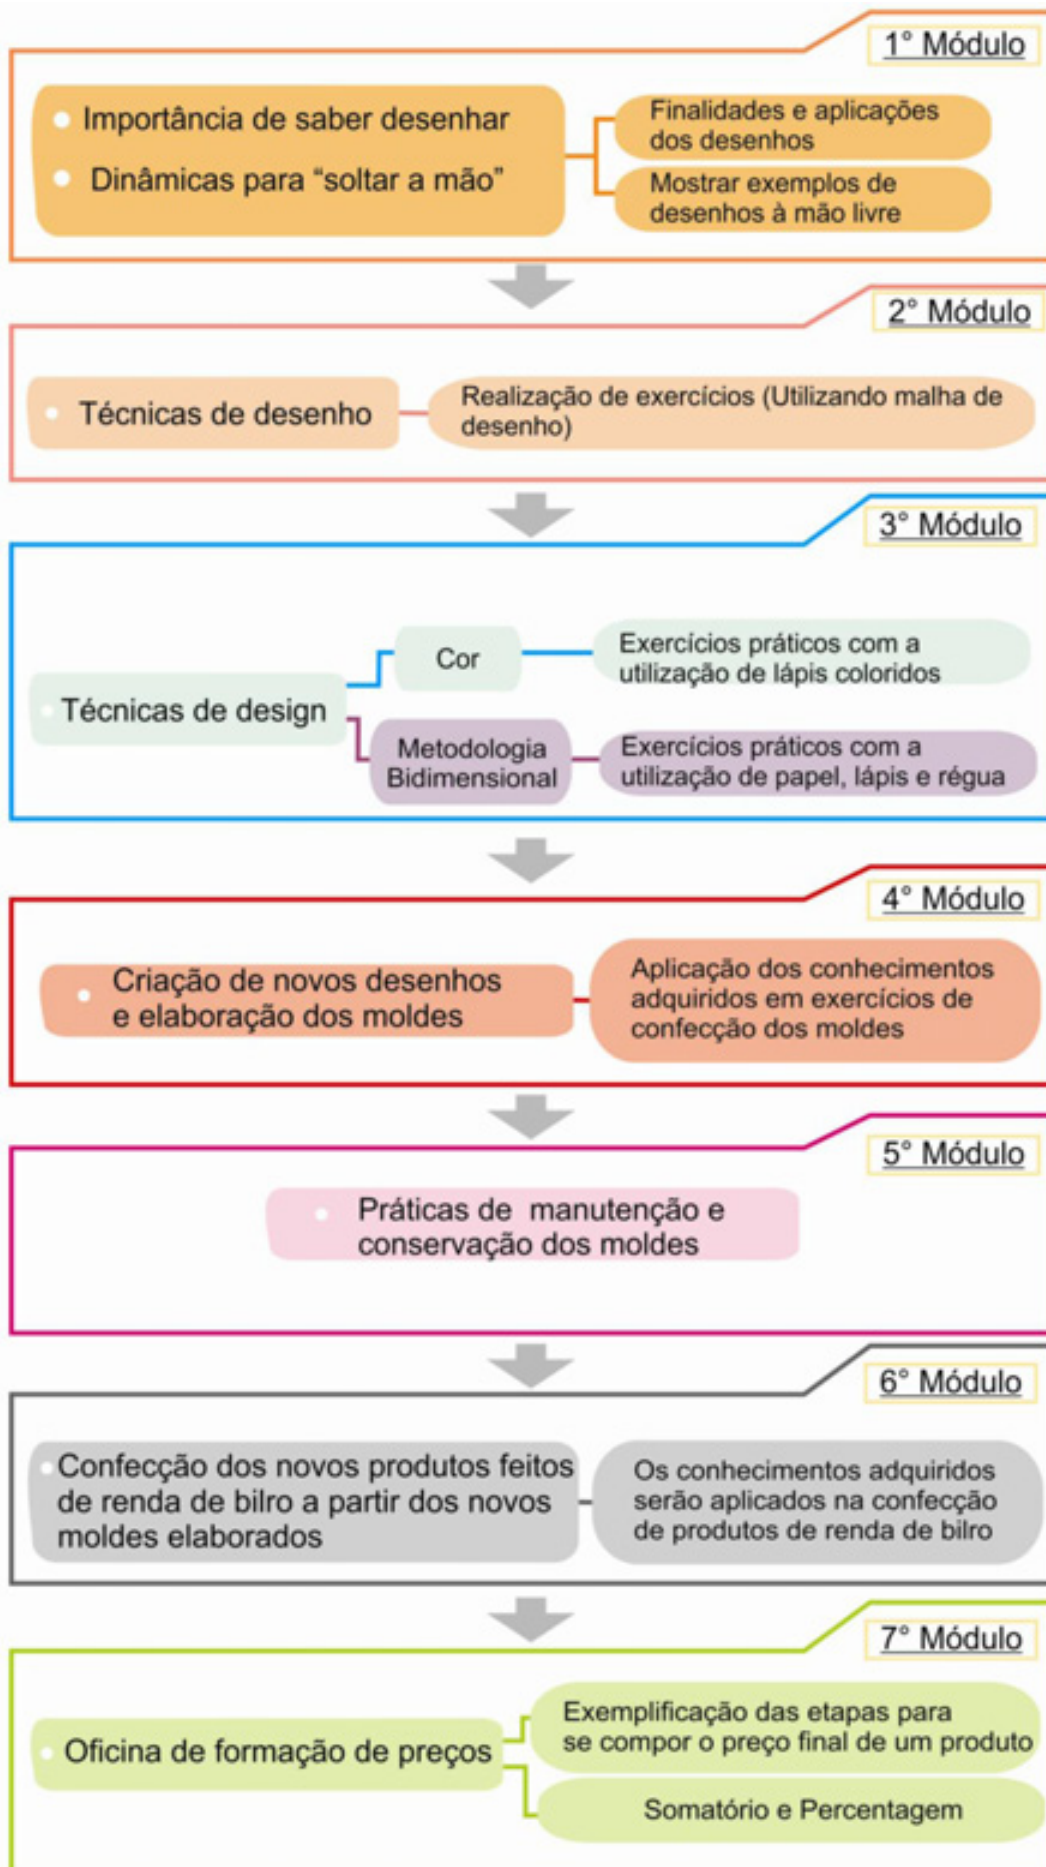 1° Módulo
Importância de saber desenhar
Dinâmicas para “soltar a mão”
Finalidades e aplicações
dos desenhos
Mostrar exemplos de
desenhos à mão livre
2° Módulo
Técnicas de desenho
Realização de exercícios (Utilizando malha de
desenho)
3° Módulo
Técnicas de design
Cor
Exercícios práticos com a
utilização de lápis coloridos
Metodologia
Bidimensional
Exercícios práticos com a
utilização de papel, lápis e régua
4° Módulo
Criação de novos desenhos
e elaboração dos moldes
Aplicação dos conhecimentos
adquiridos em exercícios de
confecção dos moldes
5° Módulo
Práticas de manutenção e
conservação dos moldes
6° Módulo
Confecção dos novos produtos feitos
de renda de bilro a partir dos novos
moldes elaborados
Os conhecimentos adquiridos
serão aplicados na confecção
de produtos de renda de bilro
7° Módulo
Oficina de formação de preços
Exemplificação das etapas para
se compor o preço final de um produto
Somatório e Percentagem